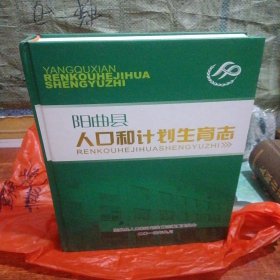 YANGQUXIAN
RENKOUHEJIHUA
SHENGYUZHI
阳曲县
人口和计划生育志
RENKOUHEJIHUASHENGYUZHI